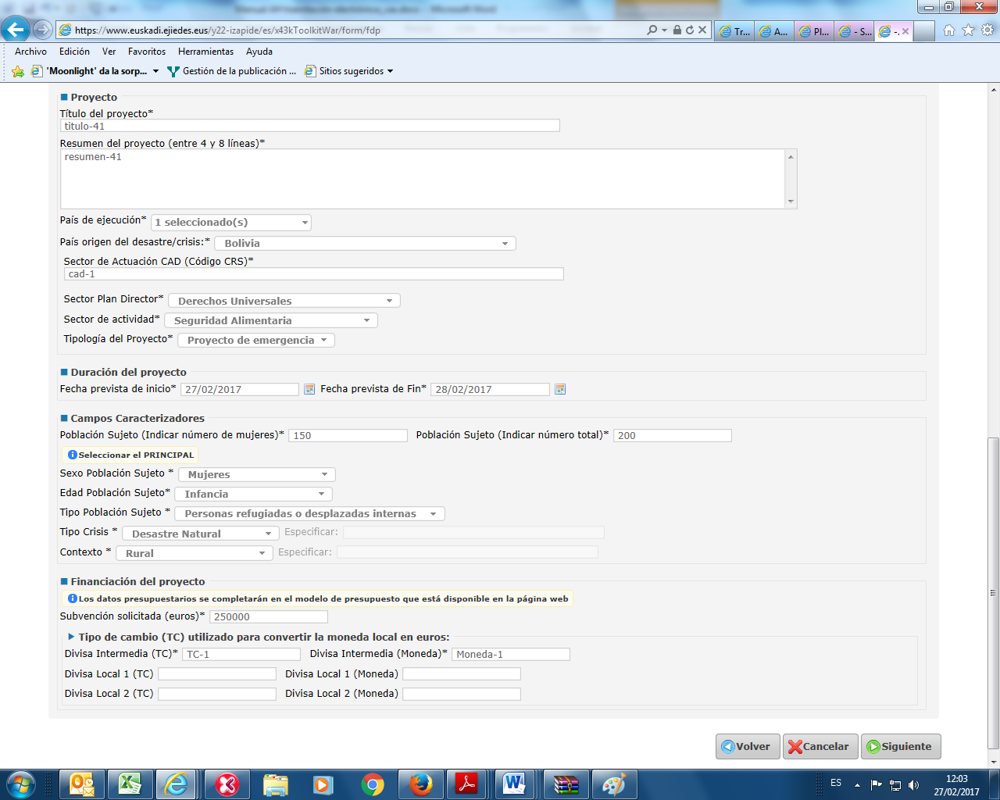 https://www.euskadi.ejiedes.eus/y22-izapide/es/x43kToolkitWar/form/fdp
Tr... A... Pl... - S... -.
Archivo Edición Ver Favoritos Herramientas Ayuda
'Moonlight' da la sorp... Gestión de la publicación ... Sitios sugeridos
Proyecto
Título del proyecto*
titulo-41
Resumen del proyecto (entre 4 y 8 líneas)*
resumen-41
País de ejecución* 1 seleccionado(s)
País origen del desastre/crisis:* Bolivia
Sector de Actuación CAD (Código CRS)*
cad-1
Sector Plan Director* Derechos Universales
Sector de actividad* Seguridad Alimentaria
Tipología del Proyecto* Proyecto de emergencia
Duración del proyecto
Fecha prevista de inicio* 27/02/2017 Fecha prevista de Fin* 28/02/2017
Campos Caracterizadores
Población Sujeto (Indicar número de mujeres)* 150 Población Sujeto (Indicar número total)* 200
Seleccionar el PRINCIPAL
Sexo Población Sujeto * Mujeres
Edad Población Sujeto* Infancia
Tipo Población Sujeto * Personas refugiadas o desplazadas internas
Tipo Crisis * Desastre Natural Especificar:
Contexto * Rural Especificar:
Financiación del proyecto
Los datos presupuestarios se completarán en el modelo de presupuesto que está disponible en la página web
Subvención solicitada (euros)* 250000
Tipo de cambio (TC) utilizado para convertir la moneda local en euros:
Divisa Intermedia (TC)* TC-1 Divisa Intermedia (Moneda)* Moneda-1
Divisa Local 1 (TC) Divisa Local 1 (Moneda)
Divisa Local 2 (TC) Divisa Local 2 (Moneda)
Volver Cancelar Siguiente
ES 12:03
27/02/2017